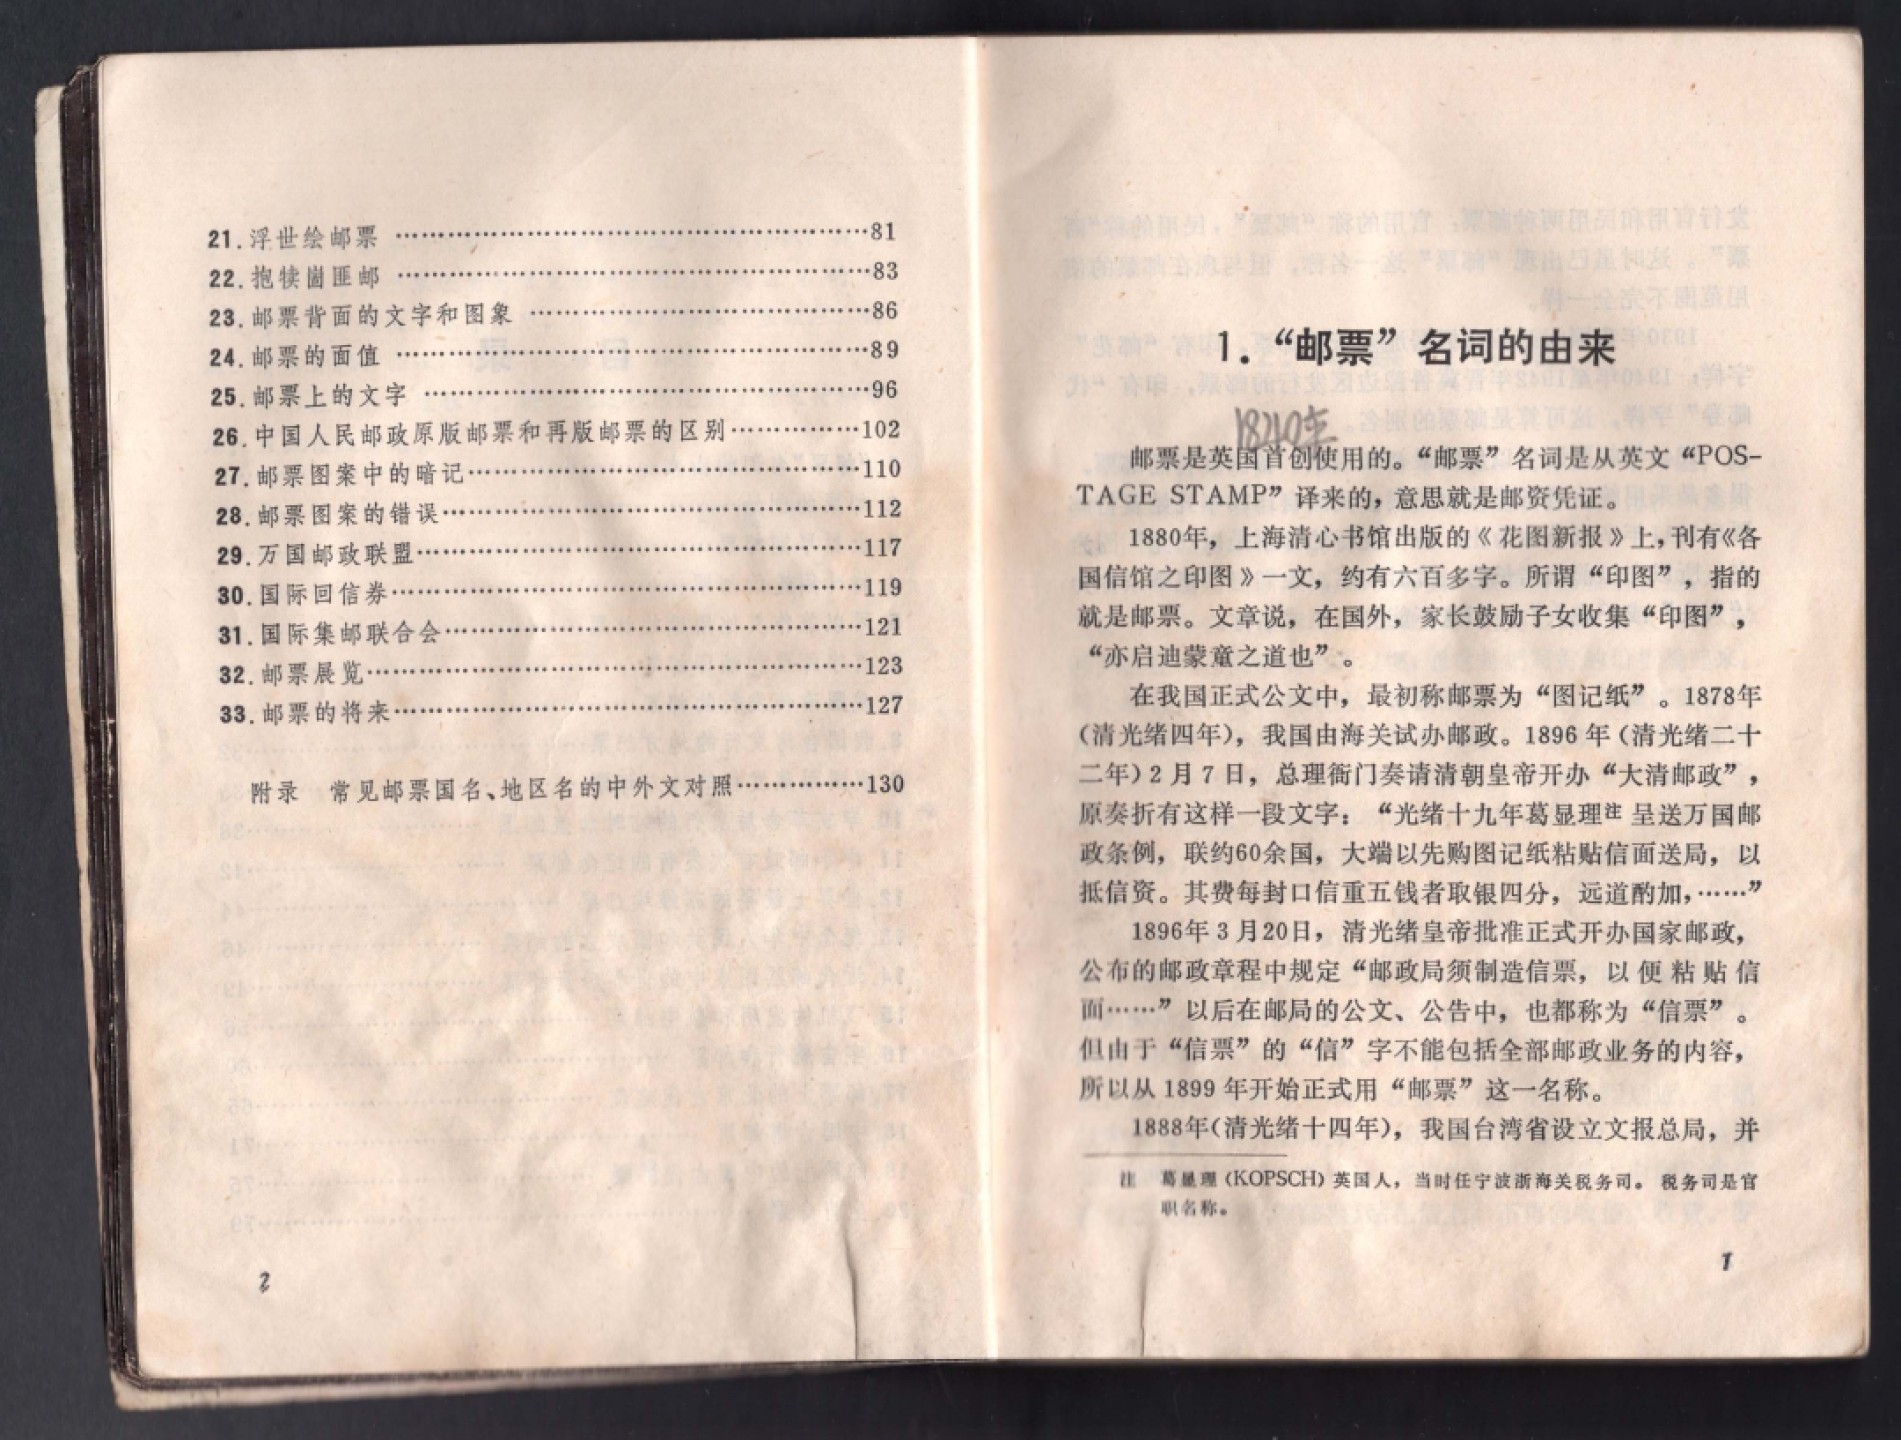 21.浮世绘邮票 ……………………………………………81
22.抱犊崮匪邮 ……………………………………………83
23.邮票背面的文字和图象 ………………………………86
24.邮票的面值 ……………………………………………89
25.邮票上的文字 …………………………………………96
26.中国人民邮政原版邮票和再版邮票的区别……………102
27.邮票图案中的暗记……………………………………110
28.邮票图案的错误………………………………………112
29.万国邮政联盟…………………………………………117
30.国际回信券……………………………………………119
31.国际集邮联合会………………………………………121
32.邮票展览………………………………………………123
33.邮票的将来……………………………………………127
附录 常见邮票国名、地区名的中外文对照……………130
2
1.“邮票”名词的由来
1840年
邮票是英国首创使用的。“邮票”名词是从英文“POS-
TAGE STAMP”译来的，意思就是邮资凭证。
1880年，上海清心书馆出版的《花图新报》上，刊有《各
国信馆之印图》一文，约有六百多字。所谓“印图”，指的
就是邮票。文章说，在国外，家长鼓励子女收集“印图”，
“亦启迪蒙童之道也”。
在我国正式公文中，最初称邮票为“图记纸”。1878年
（清光绪四年），我国由海关试办邮政。1896年（清光绪二十
二年）2月7日，总理衙门奏请清朝皇帝开办“大清邮政”，
原奏折有这样一段文字：“光绪十九年葛显理注呈送万国邮
政条例，联约60余国，大端以先购图记纸粘贴信面送局，以
抵信资。其费每封口信重五钱者取银四分，远道酌加，……”
1896年3月20日，清光绪皇帝批准正式开办国家邮政，
公布的邮政章程中规定“邮政局须制造信票，以便粘贴信
面……”以后在邮局的公文、公告中，也都称为“信票”。
但由于“信票”的“信”字不能包括全部邮政业务的内容，
所以从1899年开始正式用“邮票”这一名称。
1888年（清光绪十四年），我国台湾省设立文报总局，并
注 葛显理（KOPSCH）英国人，当时任宁波浙海关税务司。税务司是官
职名称。
1